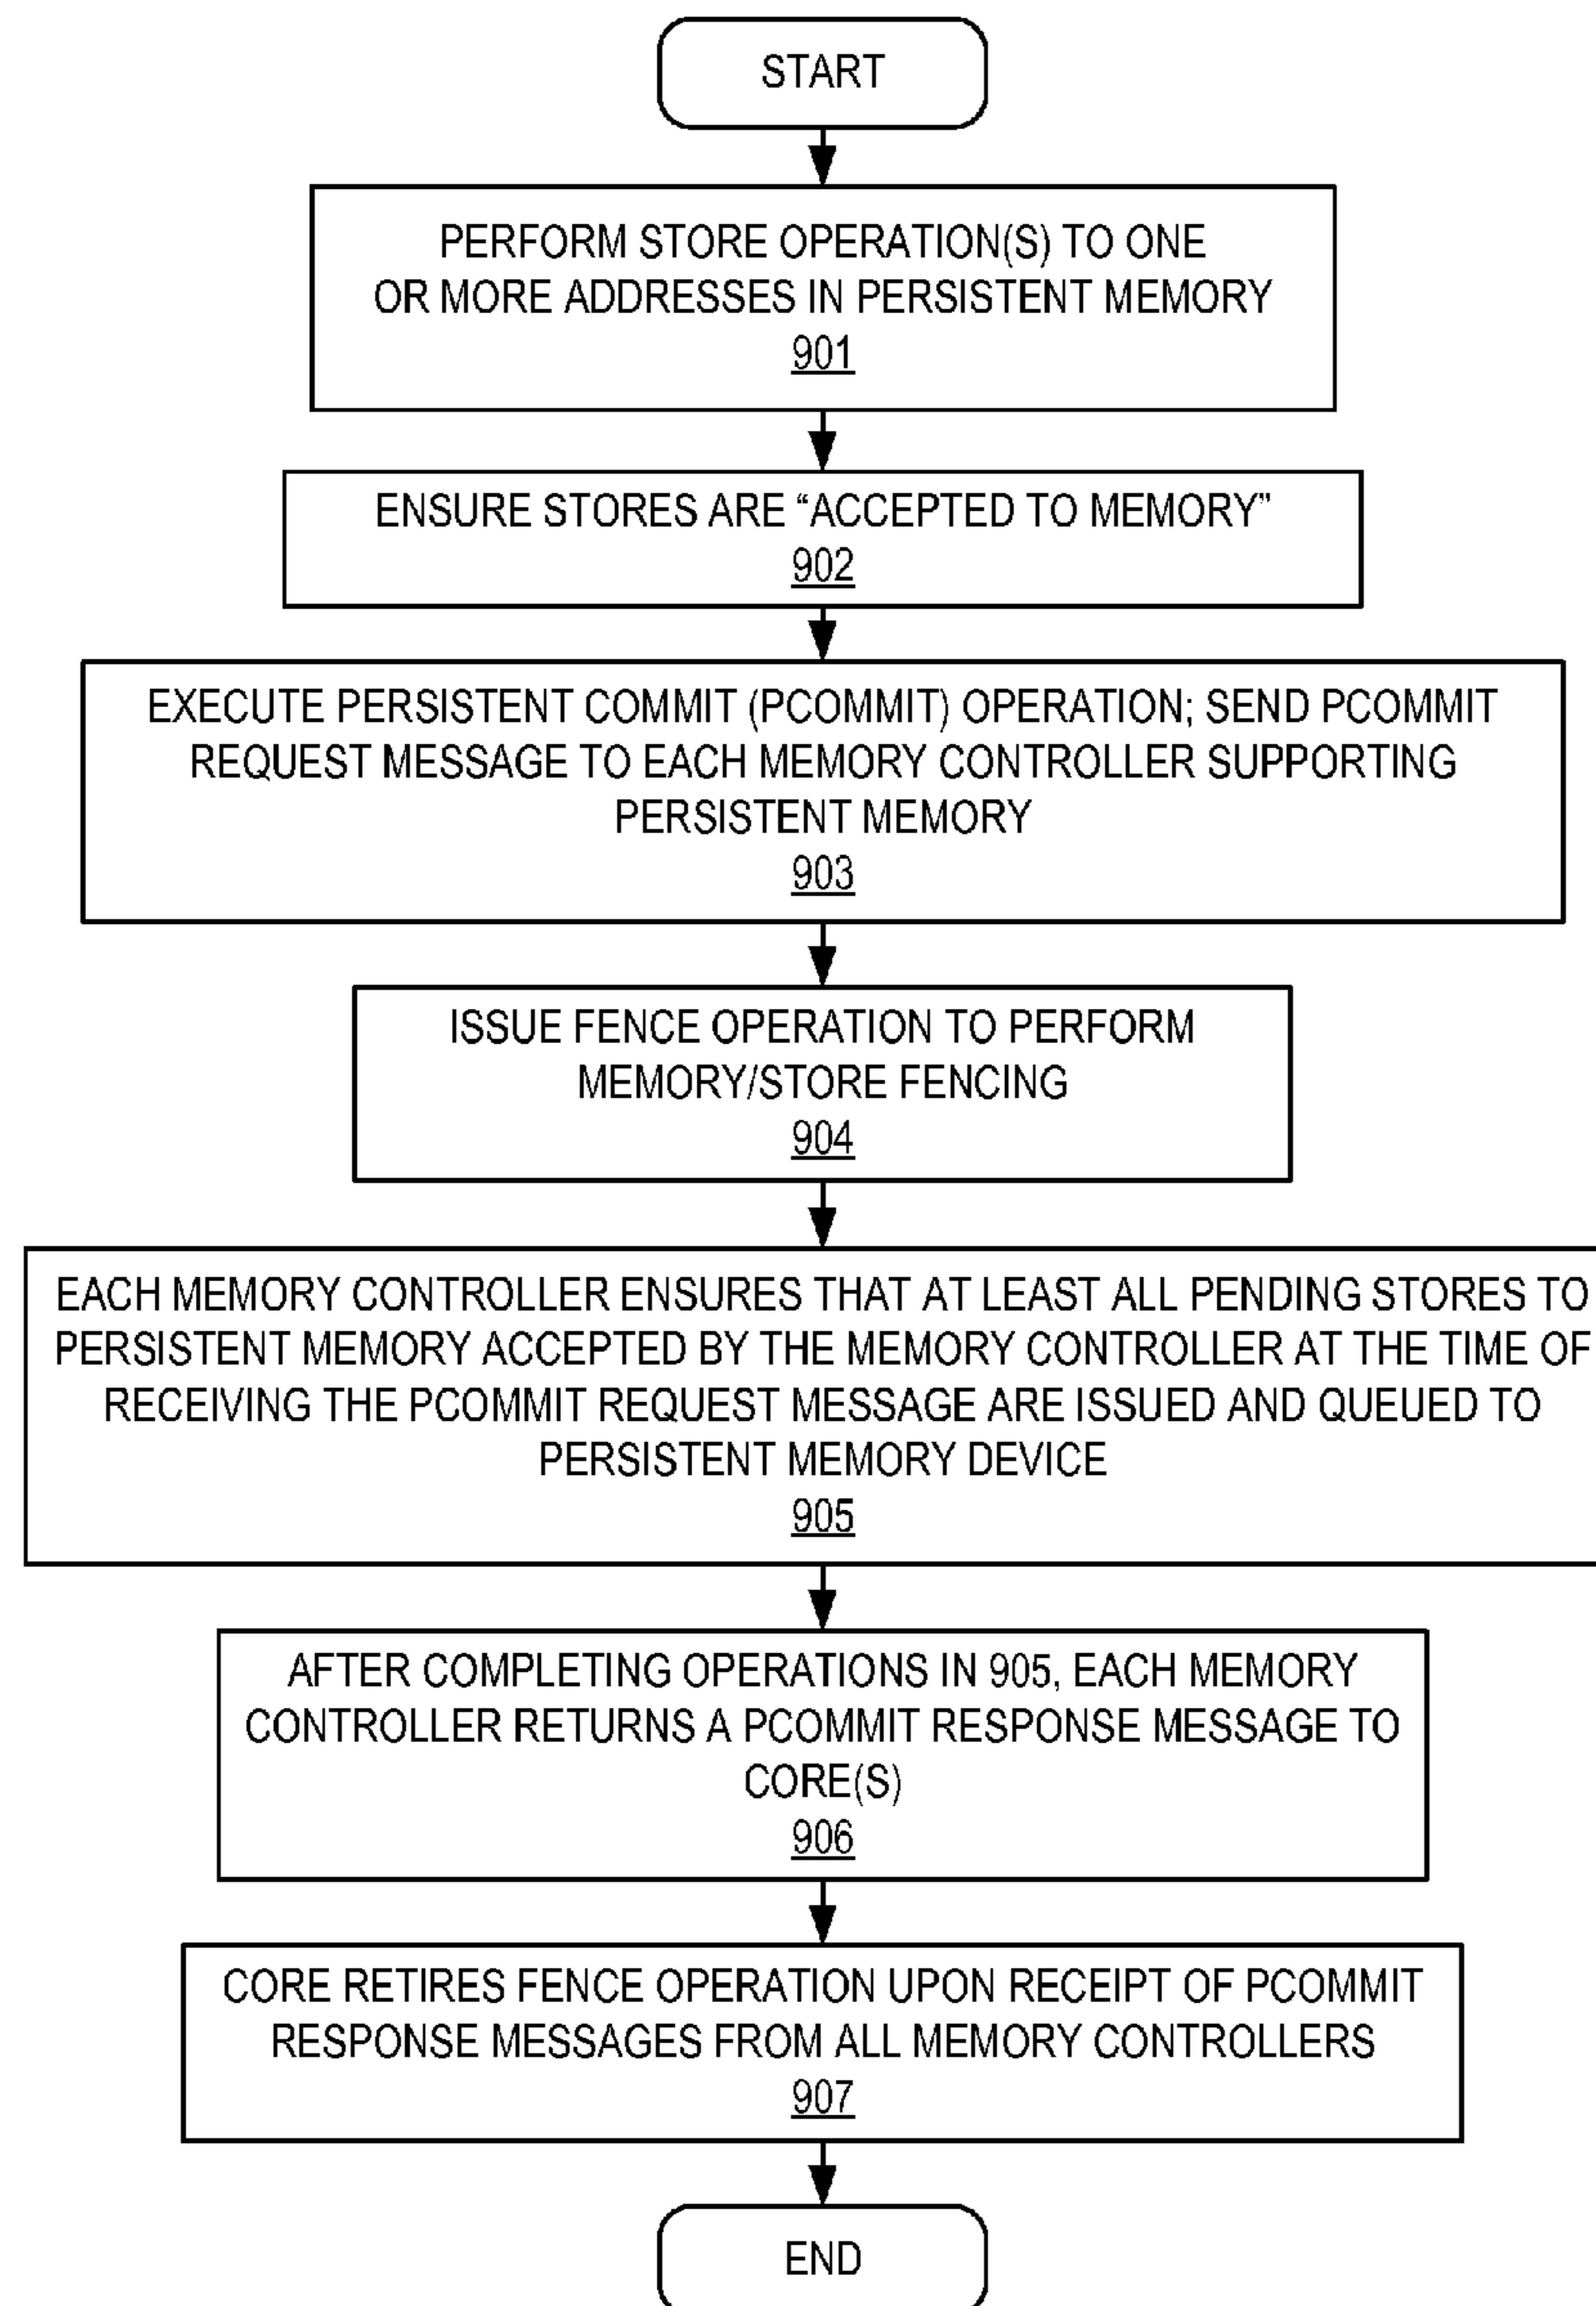 START
PERFORM STORE OPERATION(S) TO ONE
OR MORE ADDRESSES IN PERSISTENT MEMORY
901
ENSURE STORES ARE “ACCEPTED TO MEMORY”
902
EXECUTE PERSISTENT COMMIT (PCOMMIT) OPERATION; SEND PCOMMIT
REQUEST MESSAGE TO EACH MEMORY CONTROLLER SUPPORTING
PERSISTENT MEMORY
903
ISSUE FENCE OPERATION TO PERFORM
MEMORY/STORE FENCING
904
EACH MEMORY CONTROLLER ENSURES THAT AT LEAST ALL PENDING STORES TO
PERSISTENT MEMORY ACCEPTED BY THE MEMORY CONTROLLER AT THE TIME OF
RECEIVING THE PCOMMIT REQUEST MESSAGE ARE ISSUED AND QUEUED TO
PERSISTENT MEMORY DEVICE
905
AFTER COMPLETING OPERATIONS IN 905, EACH MEMORY
CONTROLLER RETURNS A PCOMMIT RESPONSE MESSAGE TO
CORE(S)
906
CORE RETIRES FENCE OPERATION UPON RECEIPT OF PCOMMIT
RESPONSE MESSAGES FROM ALL MEMORY CONTROLLERS
907
END